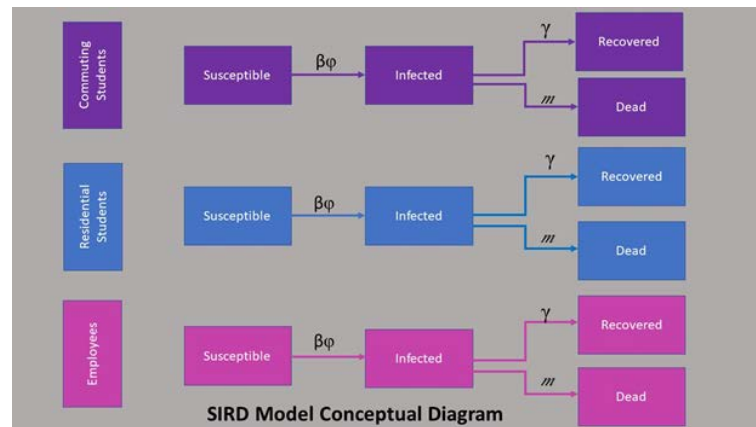 Commuting
Students
Susceptible
βφ
Infected
γ
Recovered
m
Dead
Residential
Students
Susceptible
βφ
Infected
γ
Recovered
m
Dead
Employees
Susceptible
βφ
Infected
γ
Recovered
m
Dead
SIRD Model Conceptual Diagram